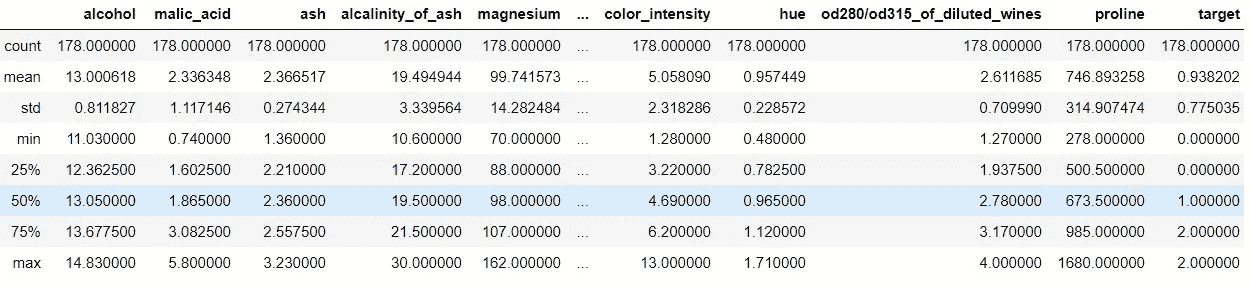 alcohol malic_acid ash alcalinity_of_ash magnesium ... color_intensity hue od280/od315_of_diluted_wines proline target
count 178.000000 178.000000 178.000000 178.000000 178.000000 ... 178.000000 178.000000 178.000000 178.000000 178.000000
mean 13.000618 2.336348 2.366517 19.494944 99.741573 ... 5.058090 0.957449 2.611685 746.893258 0.938202
std 0.811827 1.117146 0.274344 3.339564 14.282484 ... 2.318286 0.228572 0.709990 314.907474 0.775035
min 11.030000 0.740000 1.360000 10.600000 70.000000 ... 1.280000 0.480000 1.270000 278.000000 0.000000
25% 12.362500 1.602500 2.210000 17.200000 88.000000 ... 3.220000 0.782500 1.937500 500.500000 0.000000
50% 13.050000 1.865000 2.360000 19.500000 98.000000 ... 4.690000 0.965000 2.780000 673.500000 1.000000
75% 13.677500 3.082500 2.557500 21.500000 107.000000 ... 6.200000 1.120000 3.170000 985.000000 2.000000
max 14.830000 5.800000 3.230000 30.000000 162.000000 ... 13.000000 1.710000 4.000000 1680.000000 2.000000